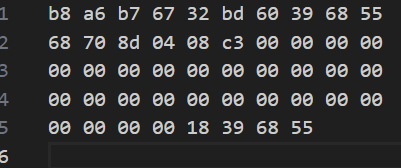 1 b8 a6 b7 67 32 bd 60 39 68 55
2 68 70 8d 04 08 c3 00 00 00 00
3 00 00 00 00 00 00 00 00 00 00
4 00 00 00 00 00 00 00 00 00 00
5 00 00 00 00 18 39 68 55
6